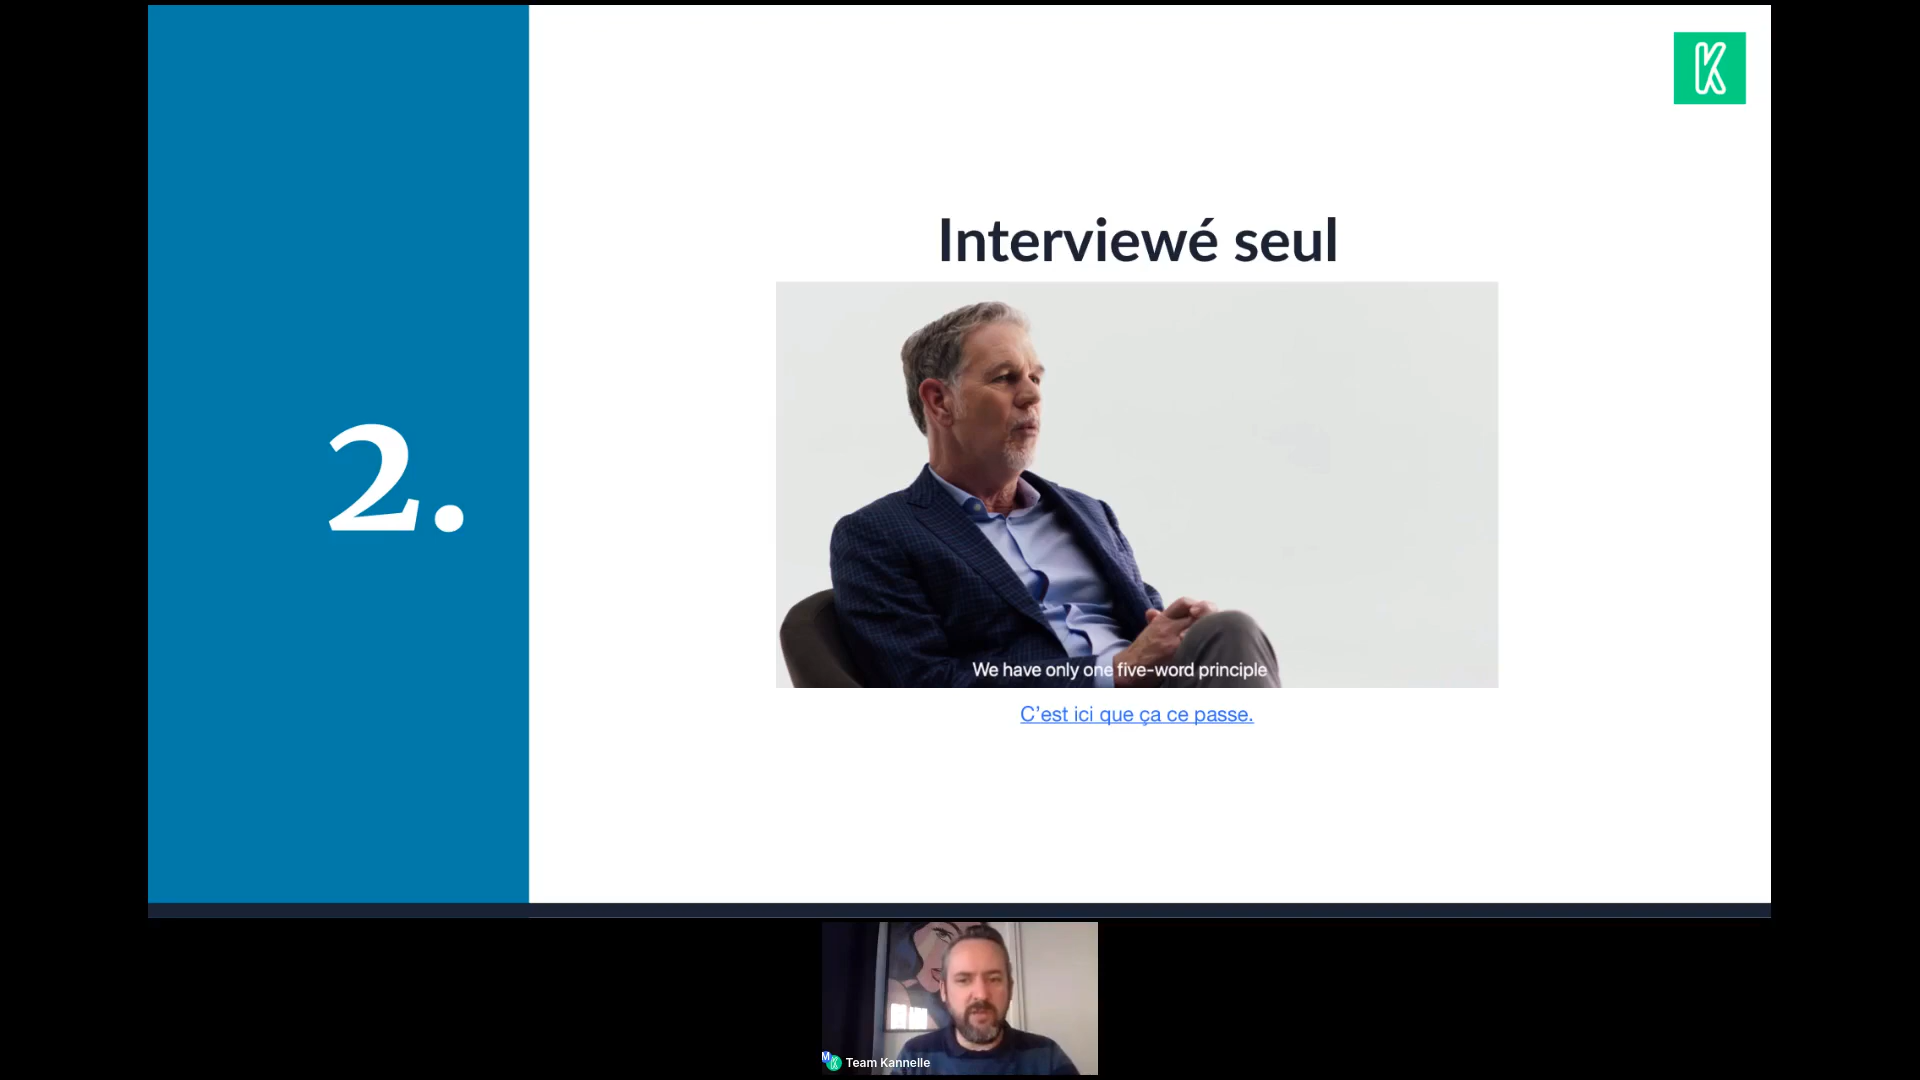 K
Interviewé seul
2.
We have only one five-word principle
C’est ici que ça ce passe.
M K Team Kannelle